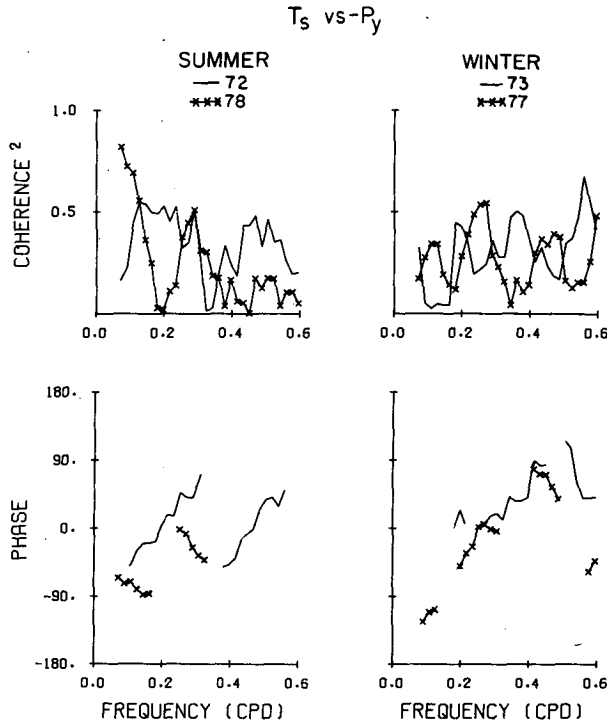 Ts vs-Py
SUMMER
WINTER
72
73
×××78
×××77
COHERENCE 2
1.0
0.5
0.0 0.2 0.4 0.6
0.0 0.2 0.4 0.6
PHASE
180.
90.
0.
-90.
-180.
0.0 0.2 0.4 0.6
0.0 0.2 0.4 0.6
FREQUENCY (CPD)
FREQUENCY (CPD)